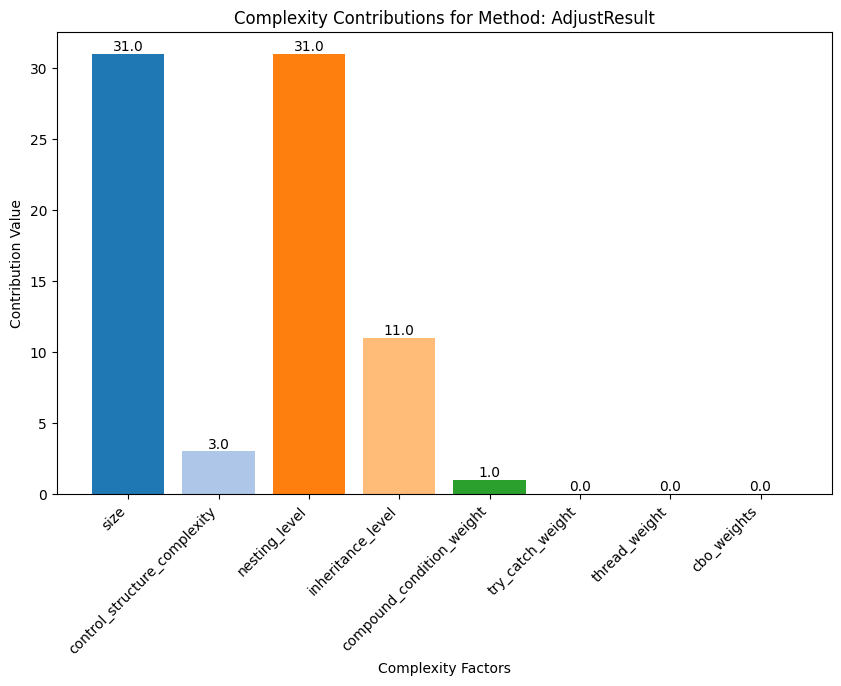 Complexity Contributions for Method: AdjustResult
Contribution Value
30
25
20
15
10
5
0
31.0
3.0
31.0
11.0
1.0
0.0
0.0
0.0
size
control_structure_complexity
nesting_level
inheritance_level
compound_condition_weight
try_catch_weight
thread_weight
cbo_weights
Complexity Factors